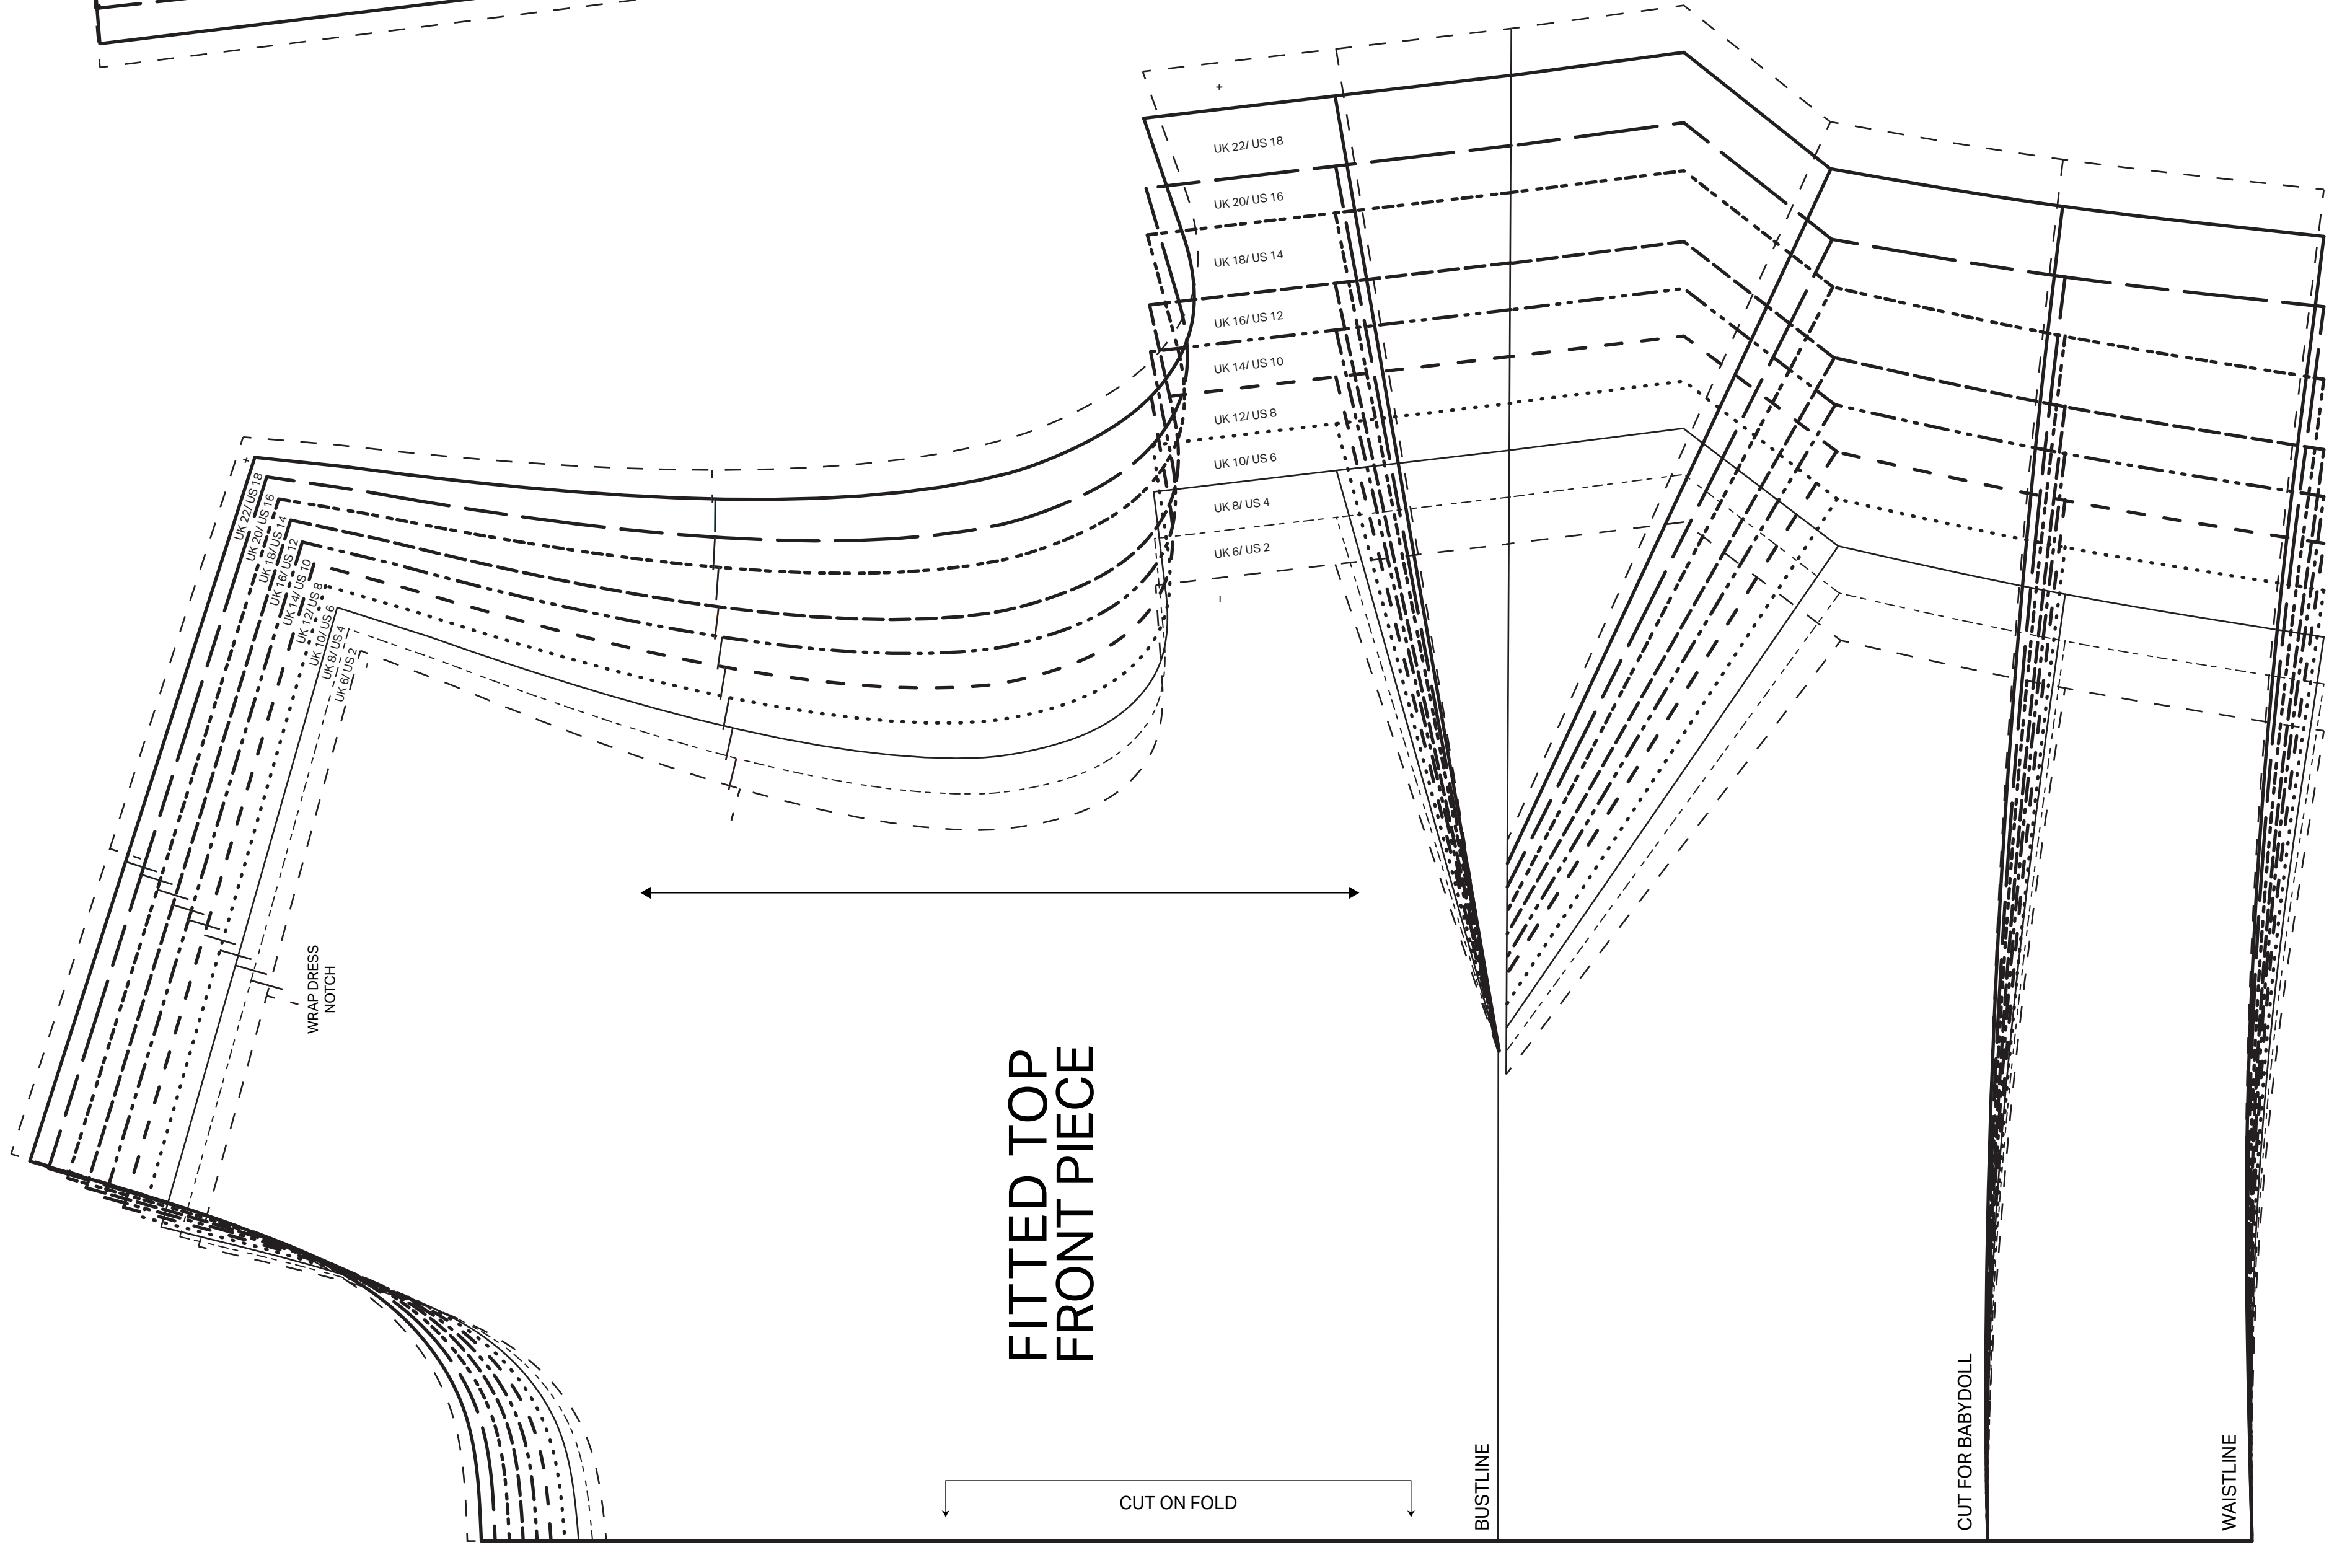 UK 22/ US 18
UK 20/ US 16
UK 18/ US 14
UK 16/ US 12
UK 14/ US 10
UK 12/ US 8
UK 10/ US 6
UK 8/ US 4
UK 6/ US 2
UK 22/ US 18
UK 20/ US 16
UK 18/ US 14
UK 16/ US 12
UK 14/ US 10
UK 12/ US 8
UK 10/ US 6
UK 8/ US 4
UK 6/ US 2
WRAP DRESS
NOTCH
FITTED TOP
FRONT PIECE
CUT ON FOLD
BUSTLINE
CUT FOR BABYDOLL
WAISTLINE